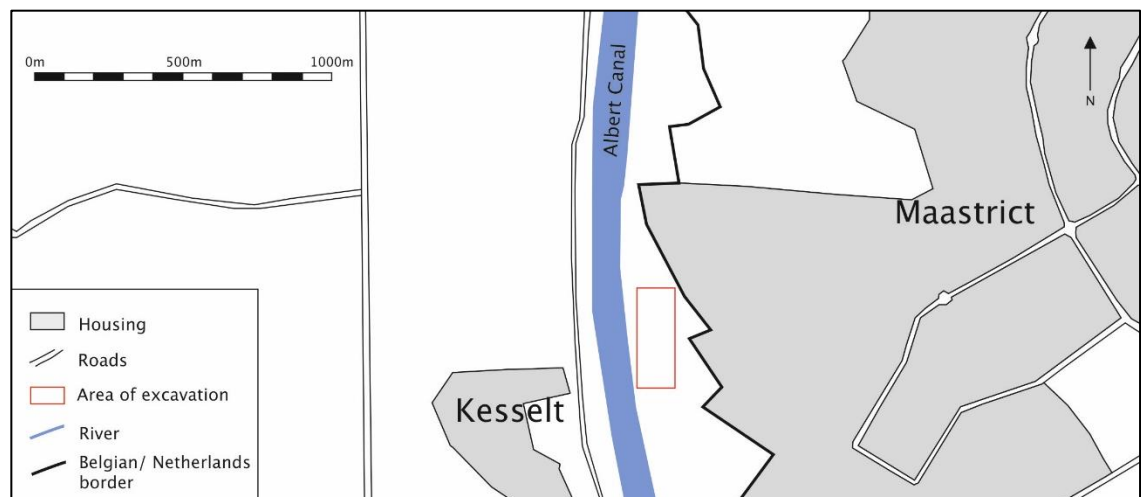 0m 500m 1000m
Albert Canal
N
Maastrict
Kesselt
Housing
Roads
Area of excavation
River
Belgian/ Netherlands
border